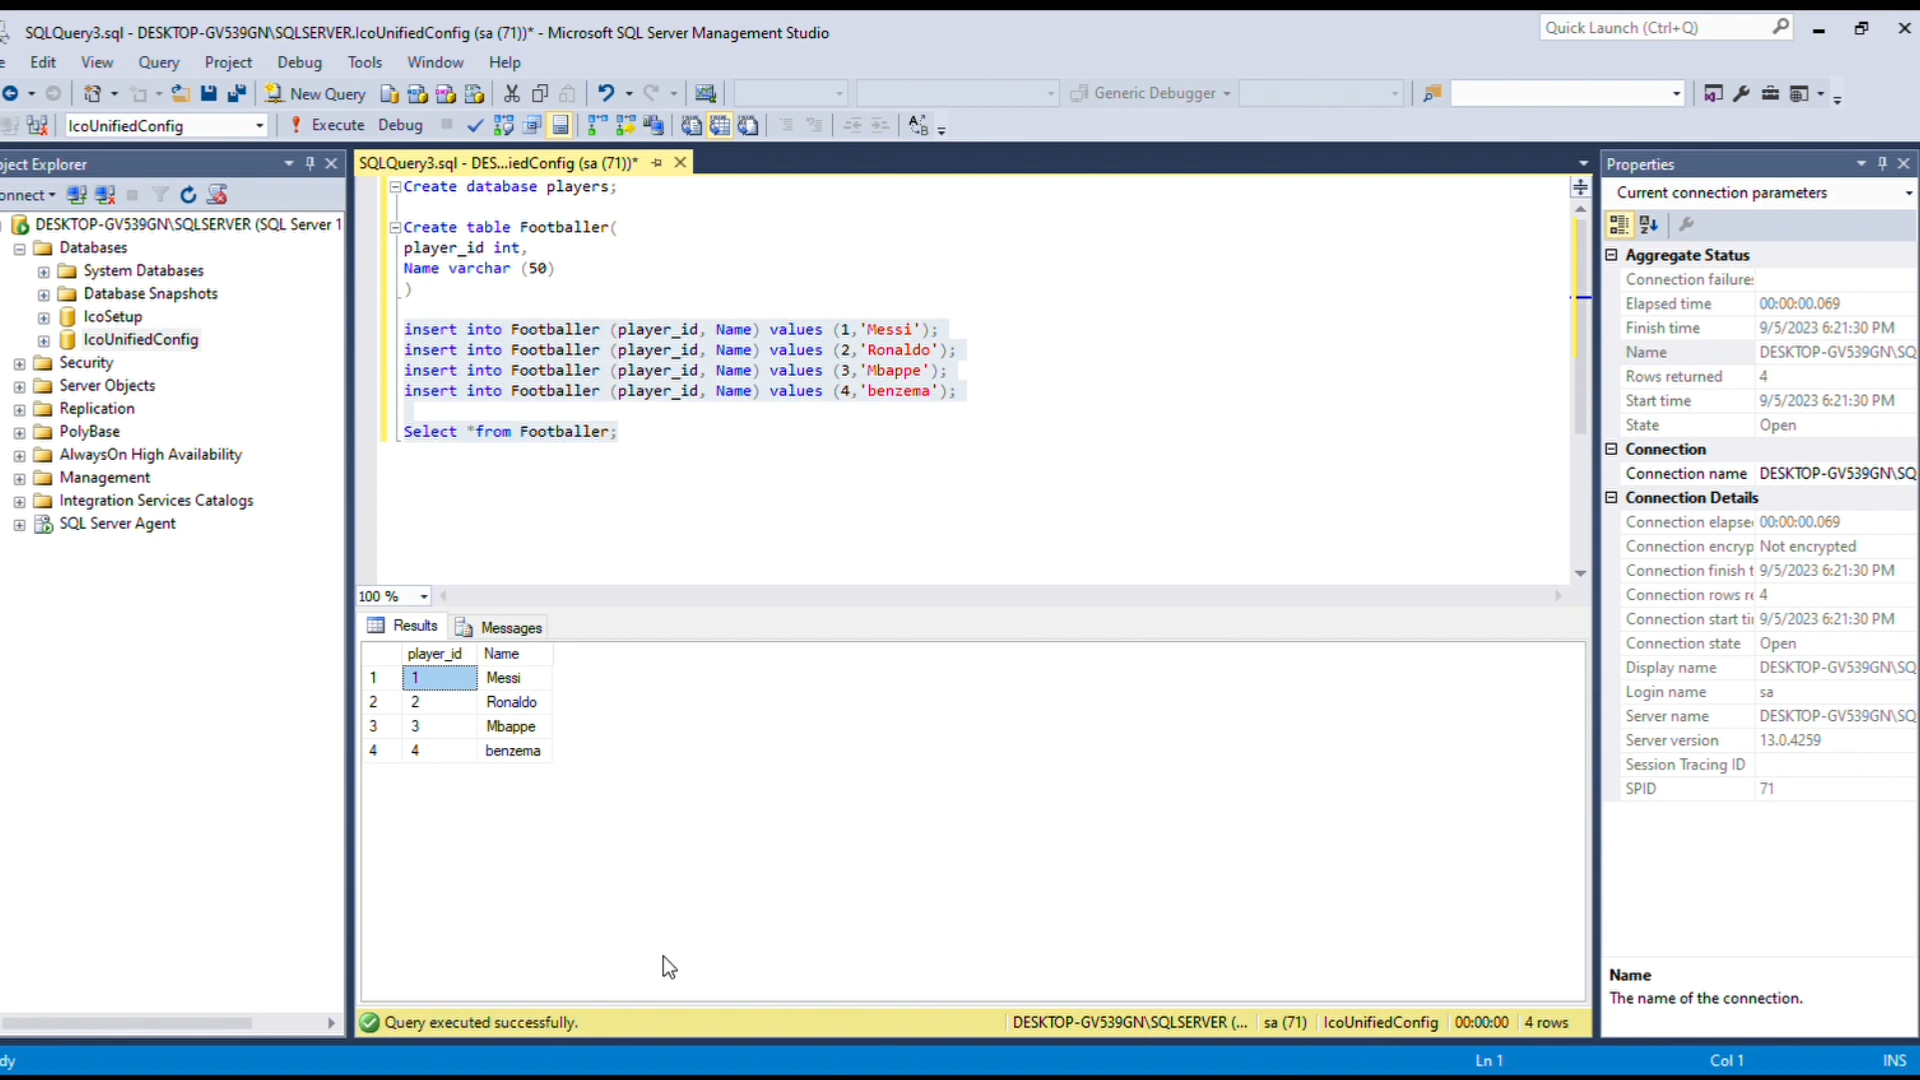 SQLQuery3.sql - DESKTOP-GV539GN\SQLSERVER.IcoUnifiedConfig (sa (71))* - Microsoft SQL Server Management Studio
Quick Launch (Ctrl+Q)
Edit View Query Project Debug Tools Window Help
New Query
Generic Debugger
IcoUnifiedConfig
Execute Debug
ject Explorer
onnect
DESKTOP-GV539GN\SQLSERVER (SQL Server 1
Databases
System Databases
Database Snapshots
IcoSetup
IcoUnifiedConfig
Security
Server Objects
Replication
PolyBase
AlwaysOn High Availability
Management
Integration Services Catalogs
SQL Server Agent
SQLQuery3.sql - DES...iedConfig (sa (71))*
Create database players;
Create table Footballer(
player_id int,
Name varchar (50)
)
insert into Footballer (player_id, Name) values (1,'Messi');
insert into Footballer (player_id, Name) values (2,'Ronaldo');
insert into Footballer (player_id, Name) values (3,'Mbappe');
insert into Footballer (player_id, Name) values (4,'benzema');
Select *from Footballer;
100 %
Results Messages
player_id Name
1 1 Messi
2 2 Ronaldo
3 3 Mbappe
4 4 benzema
Query executed successfully.
DESKTOP-GV539GN\SQLSERVER (... sa (71) IcoUnifiedConfig 00:00:00 4 rows
Properties
Current connection parameters
Aggregate Status
Connection failure
Elapsed time 00:00:00.069
Finish time 9/5/2023 6:21:30 PM
Name DESKTOP-GV539GN\SQ
Rows returned 4
Start time 9/5/2023 6:21:30 PM
State Open
Connection
Connection name DESKTOP-GV539GN\SQ
Connection Details
Connection elapse 00:00:00.069
Connection encryp Not encrypted
Connection finish t 9/5/2023 6:21:30 PM
Connection rows re 4
Connection start ti 9/5/2023 6:21:30 PM
Connection state Open
Display name DESKTOP-GV539GN\SQ
Login name sa
Server name DESKTOP-GV539GN\SQ
Server version 13.0.4259
Session Tracing ID
SPID 71
Name
The name of the connection.
dy
Ln 1 Col 1 INS